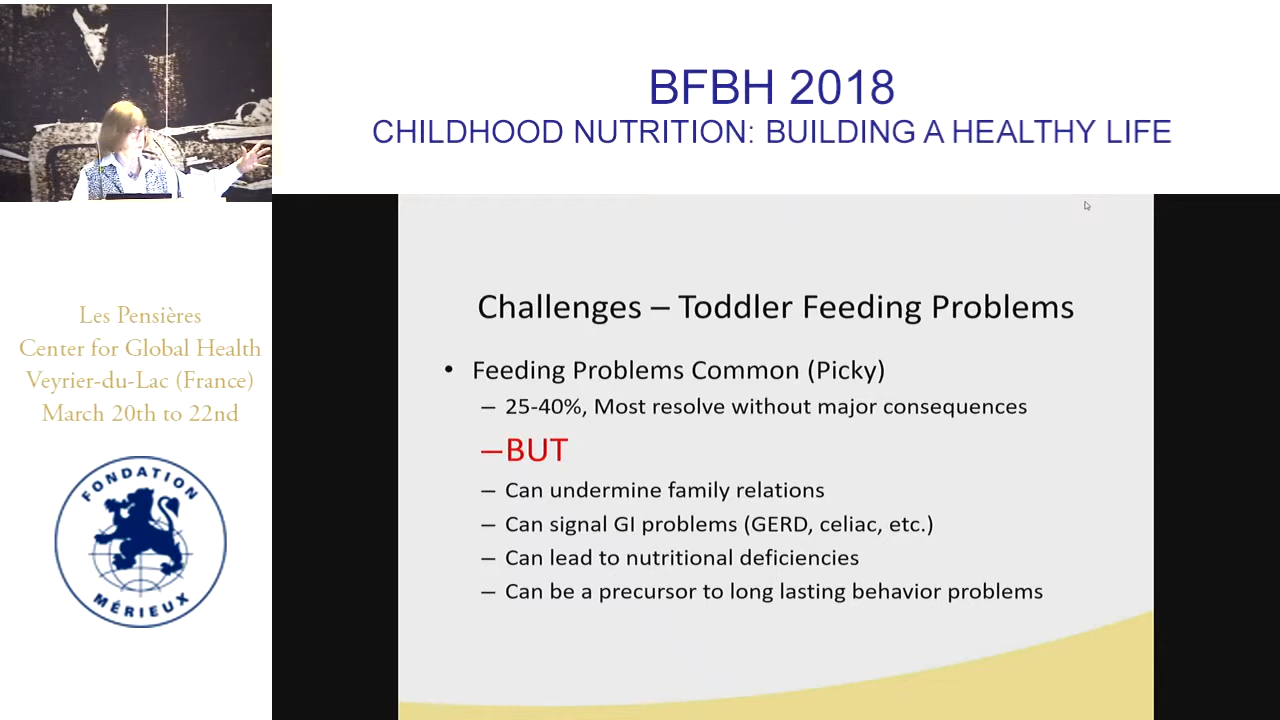 BFBH 2018
CHILDHOOD NUTRITION: BUILDING A HEALTHY LIFE
Les Pensières
Center for Global Health
Veyrier-du-Lac (France)
March 20th to 22nd
FONDATION
MÉRIEUX
Challenges – Toddler Feeding Problems
• Feeding Problems Common (Picky)
– 25-40%, Most resolve without major consequences
–BUT
– Can undermine family relations
– Can signal GI problems (GERD, celiac, etc.)
– Can lead to nutritional deficiencies
– Can be a precursor to long lasting behavior problems